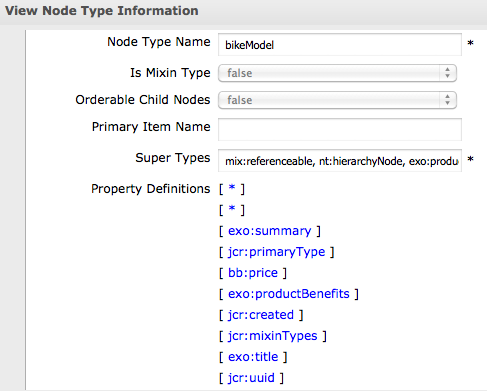 View Node Type Information
Node Type Name bikeModel *
Is Mixin Type false
Orderable Child Nodes false
Primary Item Name
Super Types mix:referenceable, nt:hierarchyNode, exo:produc *
Property Definitions [ * ]
[ * ]
[ exo:summary ]
[ jcr:primaryType ]
[ bb:price ]
[ exo:productBenefits ]
[ jcr:created ]
[ jcr:mixinTypes ]
[ exo:title ]
[ jcr:uuid ]